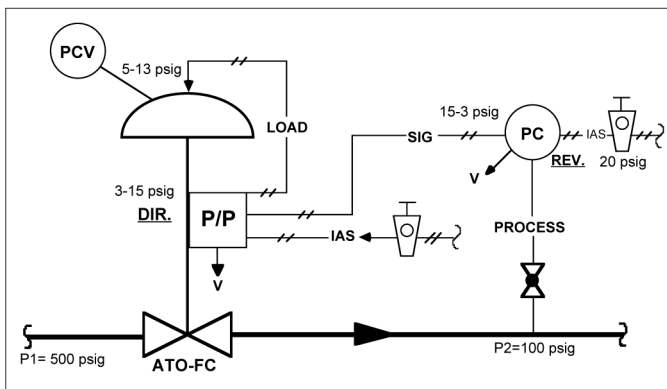 PCV
5-13 psig
LOAD
15-3 psig
SIG
PC
IAS
REV.
20 psig
V
3-15 psig
DIR.
P/P
IAS
PROCESS
V
P1= 500 psig
ATO-FC
P2=100 psig